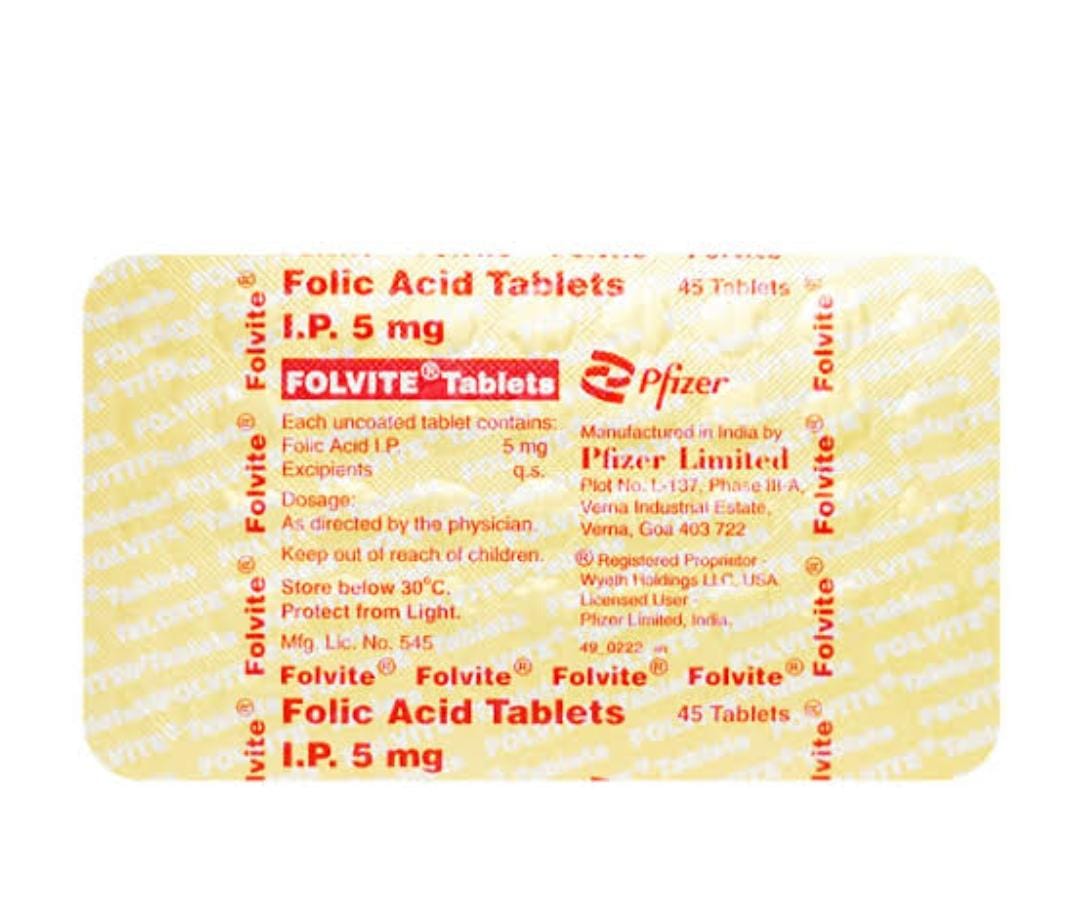 Folic Acid Tablets 45 Tablets
I.P. 5 mg
FOLVITE® Tablets
Pfizer
Each uncoated tablet contains:
Folic Acid I.P. 5 mg
Excipients q.s.
Dosage:
As directed by the physician.
Keep out of reach of children.
Store below 30°C.
Protect from Light.
Mfg. Lic. No. 545
Manufactured in India by
Pfizer Limited
Plot No. L-137, Phase III-A,
Verna Industrial Estate,
Verna, Goa 403 722
® Registered Proprietor -
Wyeth Holdings LLC, USA
Licensed User -
Pfizer Limited, India.
49_0222
Folvite® Folvite® Folvite® Folvite®
Folic Acid Tablets 45 Tablets
I.P. 5 mg
Folvite®
Folvite®
Folvite®
lvite®
Folvite®
Folvite®
Folvite®
lvite®